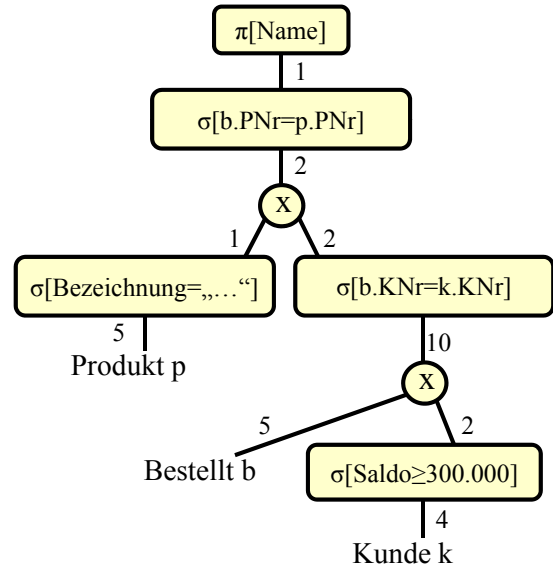 π[Name]
1
σ[b.PNr=p.PNr]
2
x
1
2
σ[Bezeichnung=„…“]
σ[b.KNr=k.KNr]
5
10
Produkt p
x
5
2
Bestellt b
σ[Saldo≥300.000]
4
Kunde k